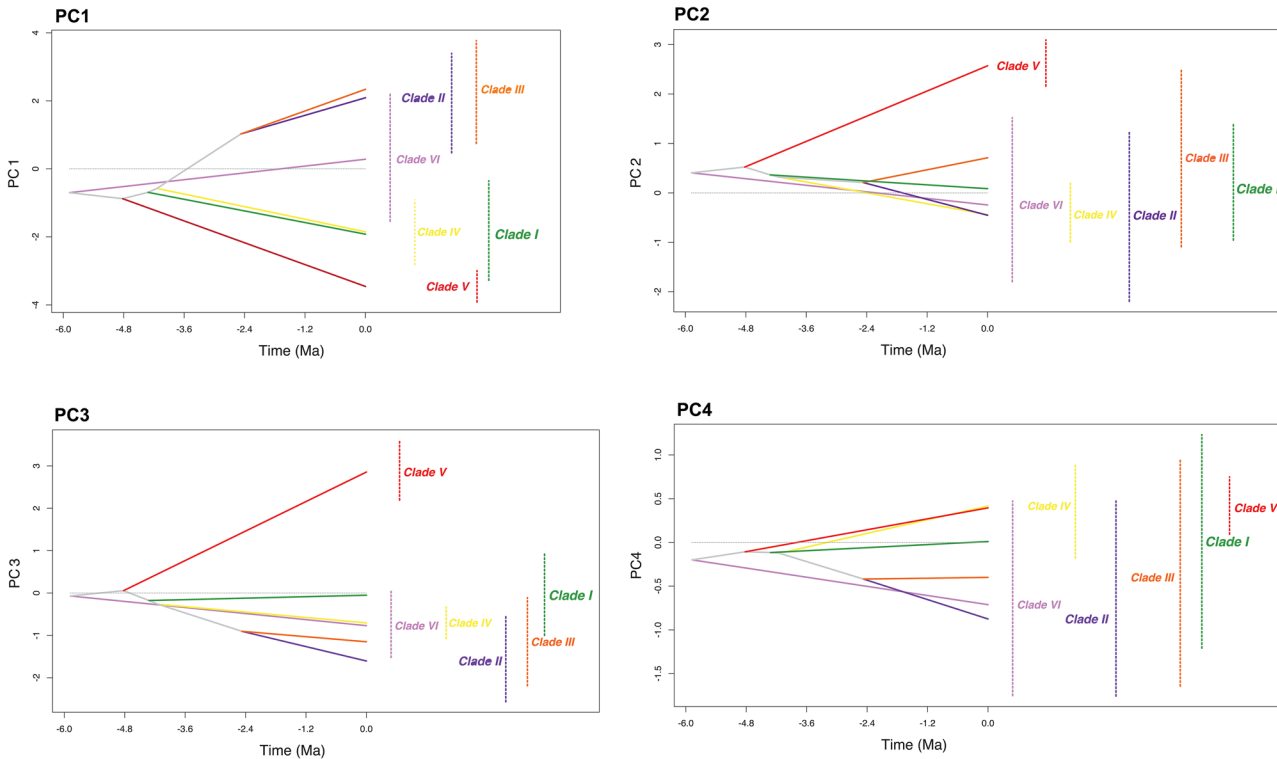 PC1
4
2
0
-2
-4
PC1
-6.0 -4.8 -3.6 -2.4 -1.2 0.0
Time (Ma)
Clade III
Clade II
Clade VI
Clade IV
Clade I
Clade V
PC2
3
2
1
0
-1
-2
PC2
-6.0 -4.8 -3.6 -2.4 -1.2 0.0
Time (Ma)
Clade V
Clade III
Clade I
Clade VI
Clade IV
Clade II
PC3
3
2
1
0
-1
-2
PC3
-6.0 -4.8 -3.6 -2.4 -1.2 0.0
Time (Ma)
Clade V
Clade I
Clade VI
Clade IV
Clade III
Clade II
PC4
1.0
0.5
0.0
-0.5
-1.0
-1.5
PC4
-6.0 -4.8 -3.6 -2.4 -1.2 0.0
Time (Ma)
Clade IV
Clade V
Clade I
Clade III
Clade VI
Clade II